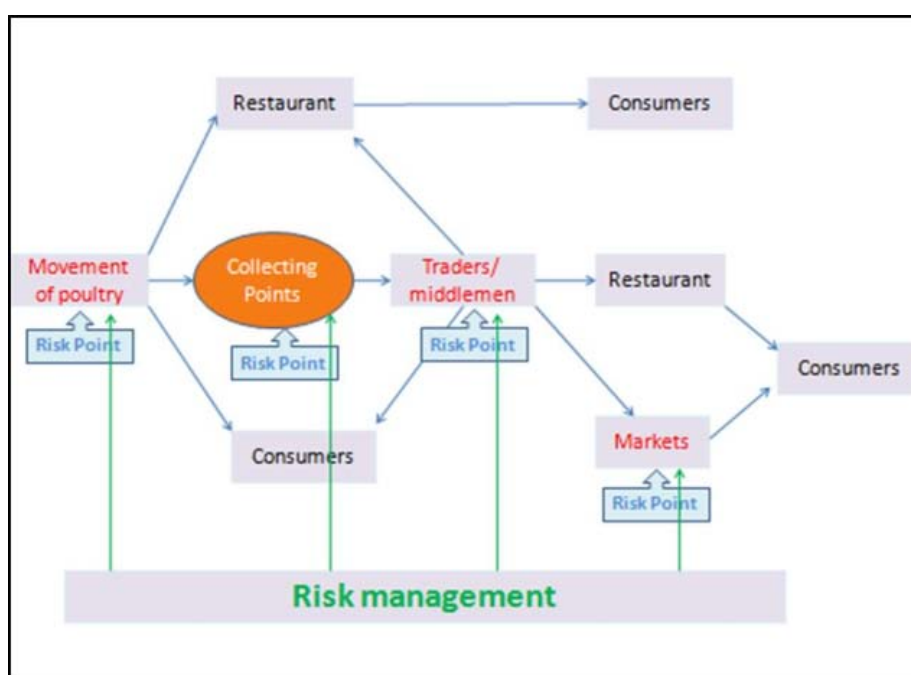 Restaurant
Consumers
Movement
of poultry
Collecting
Points
Traders/
middlemen
Restaurant
Risk Point
Risk Point
Risk Point
Consumers
Consumers
Markets
Risk Point
Risk management